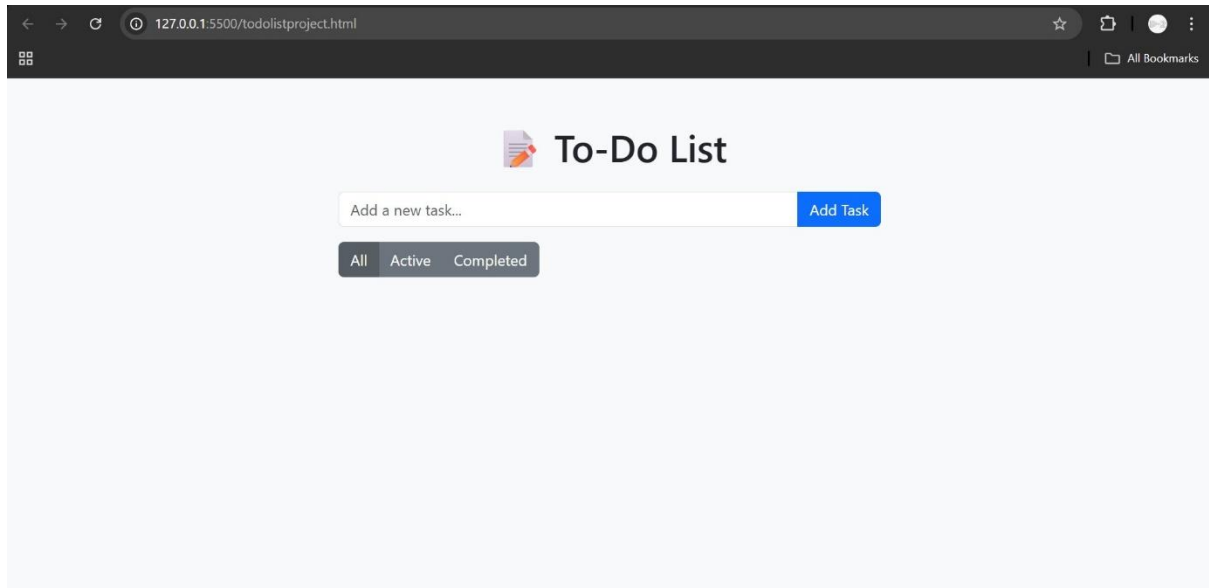 127.0.0.1:5500/todolistproject.html
All Bookmarks
To-Do List
Add a new task... Add Task
All Active Completed